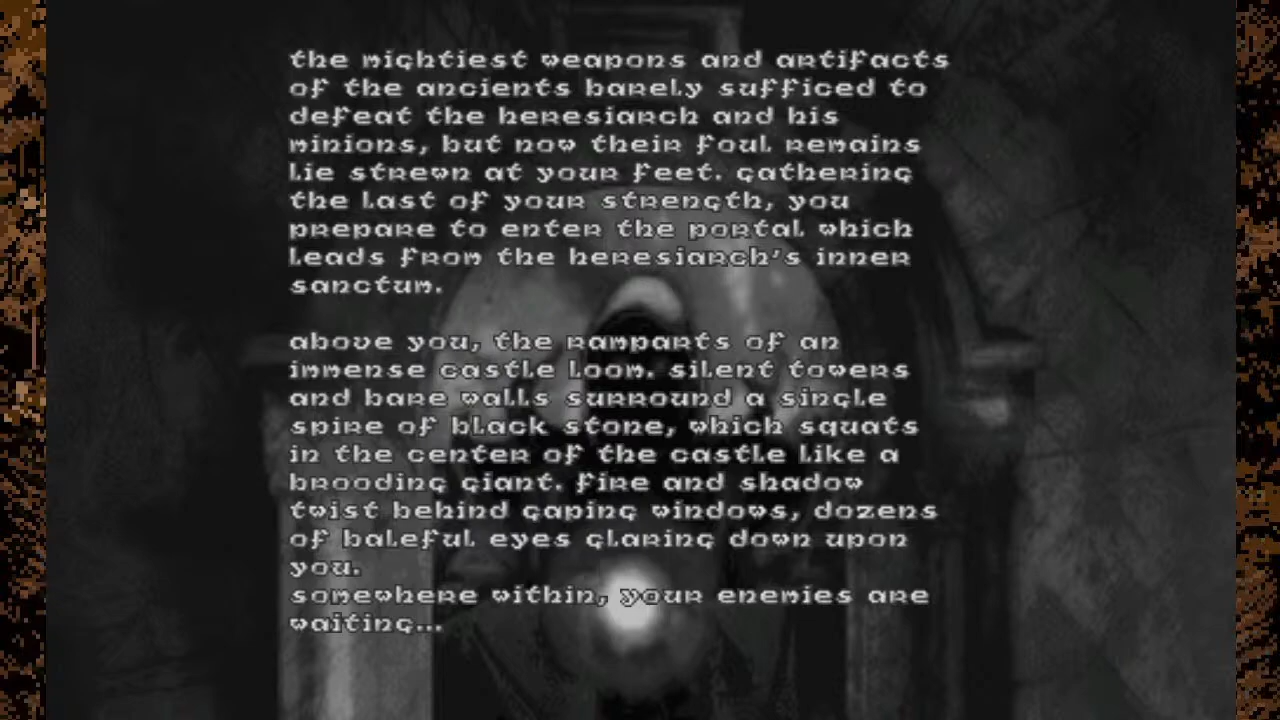 the mightiest weapons and artifacts
of the ancients barely sufficed to
defeat the heresiarch and his
minions, but now their foul remains
lie strewn at your feet. gathering
the last of your strength, you
prepare to enter the portal which
leads from the heresiarch's inner
sanctum.
above you, the ramparts of an
immense castle loom. silent towers
and bare walls surround a single
spire of black stone, which squats
in the center of the castle like a
brooding giant. fire and shadow
twist behind gaping windows, dozens
of baleful eyes glaring down upon
you.
somewhere within, your enemies are
waiting...